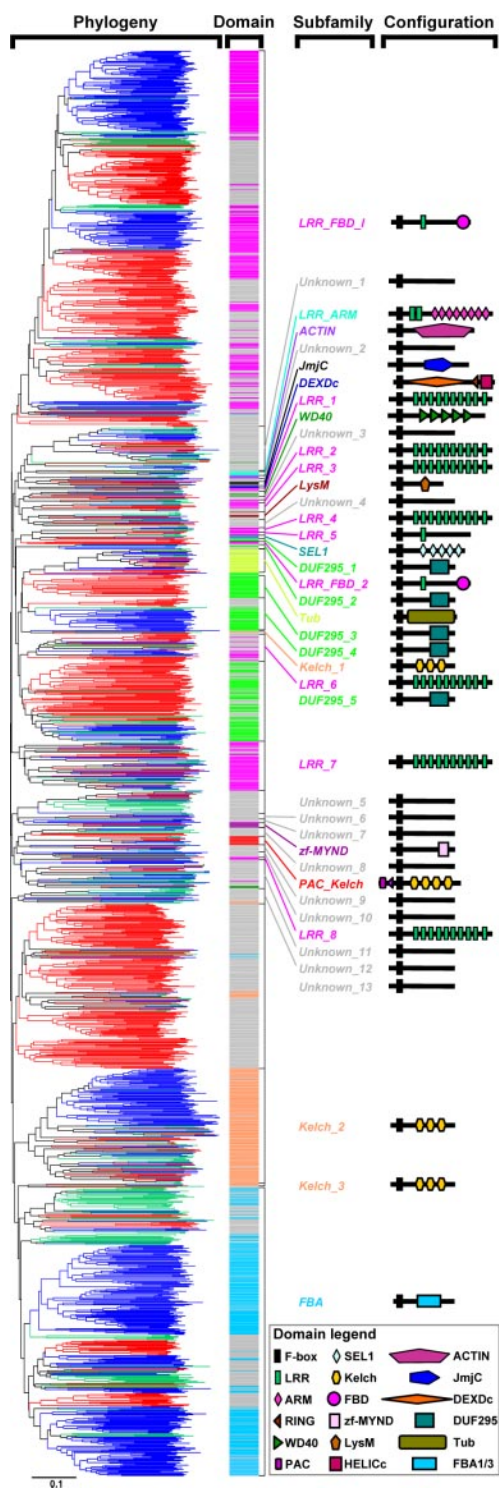 Phylogeny Domain Subfamily Configuration
LRR_FBD_I
Unknown_1
LRR_ARM
ACTIN
Unknown_2
JmjC
DEXDc
LRR_1
WD40
Unknown_3
LRR_2
LRR_3
LysM
Unknown_4
LRR_4
LRR_5
SEL1
DUF295_1
LRR_FBD_2
DUF295_2
Tub
DUF295_3
DUF295_4
Kelch_1
LRR_6
DUF295_5
LRR_7
Unknown_5
Unknown_6
Unknown_7
zf-MYND
Unknown_8
PAC_Kelch
Unknown_9
Unknown_10
LRR_8
Unknown_11
Unknown_12
Unknown_13
Kelch_2
Kelch_3
FBA
Domain legend
F-box SEL1 ACTIN
LRR Kelch JmjC
ARM FBD DEXDc
RING zf-MYND DUF295
WD40 LysM Tub
PAC HELICc FBA1/3
0.1